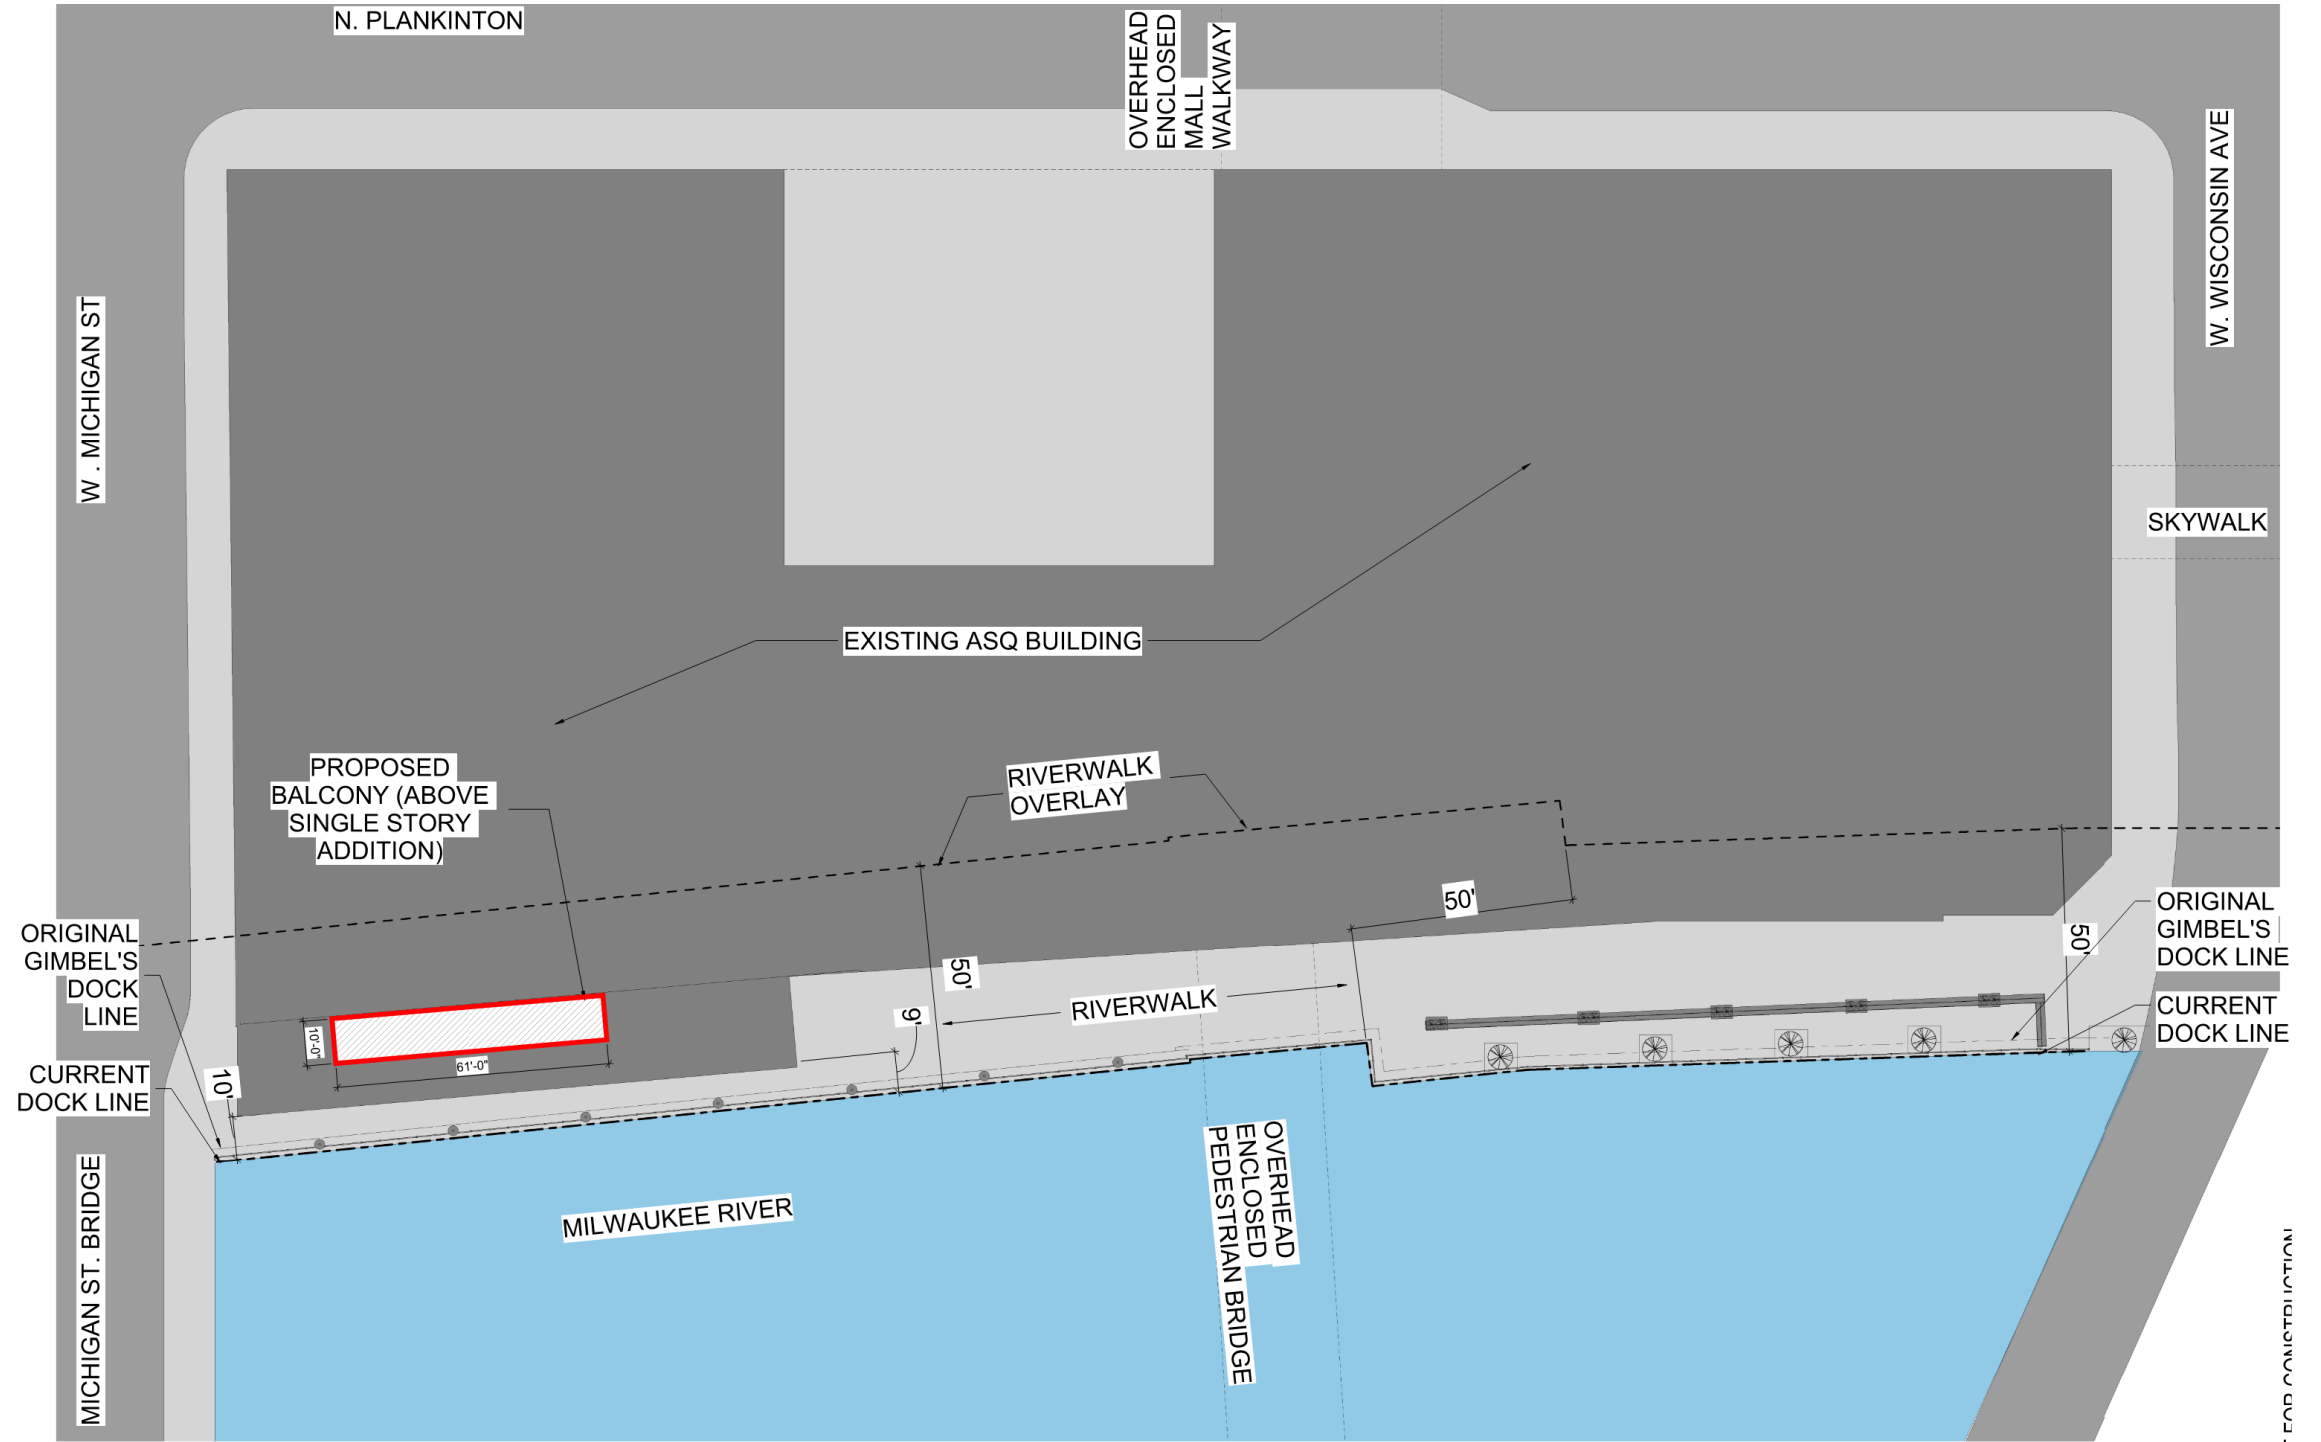 N. PLANKINTON
OVERHEAD
ENCLOSED
MALL
WALKWAY
W. WISCONSIN AVE
W . MICHIGAN ST
SKYWALK
EXISTING ASQ BUILDING
PROPOSED
BALCONY (ABOVE
SINGLE STORY
ADDITION)
RIVERWALK
OVERLAY
50'
ORIGINAL
GIMBEL'S
DOCK
LINE
ORIGINAL
GIMBEL'S
DOCK LINE
50'
50'
RIVERWALK
9'
CURRENT
DOCK LINE
10'-0"
61'-0"
CURRENT
DOCK LINE
10'
MICHIGAN ST. BRIDGE
MILWAUKEE RIVER
OVERHEAD
ENCLOSED
PEDESTRIAN BRIDGE
FOR CONSTRUCTION